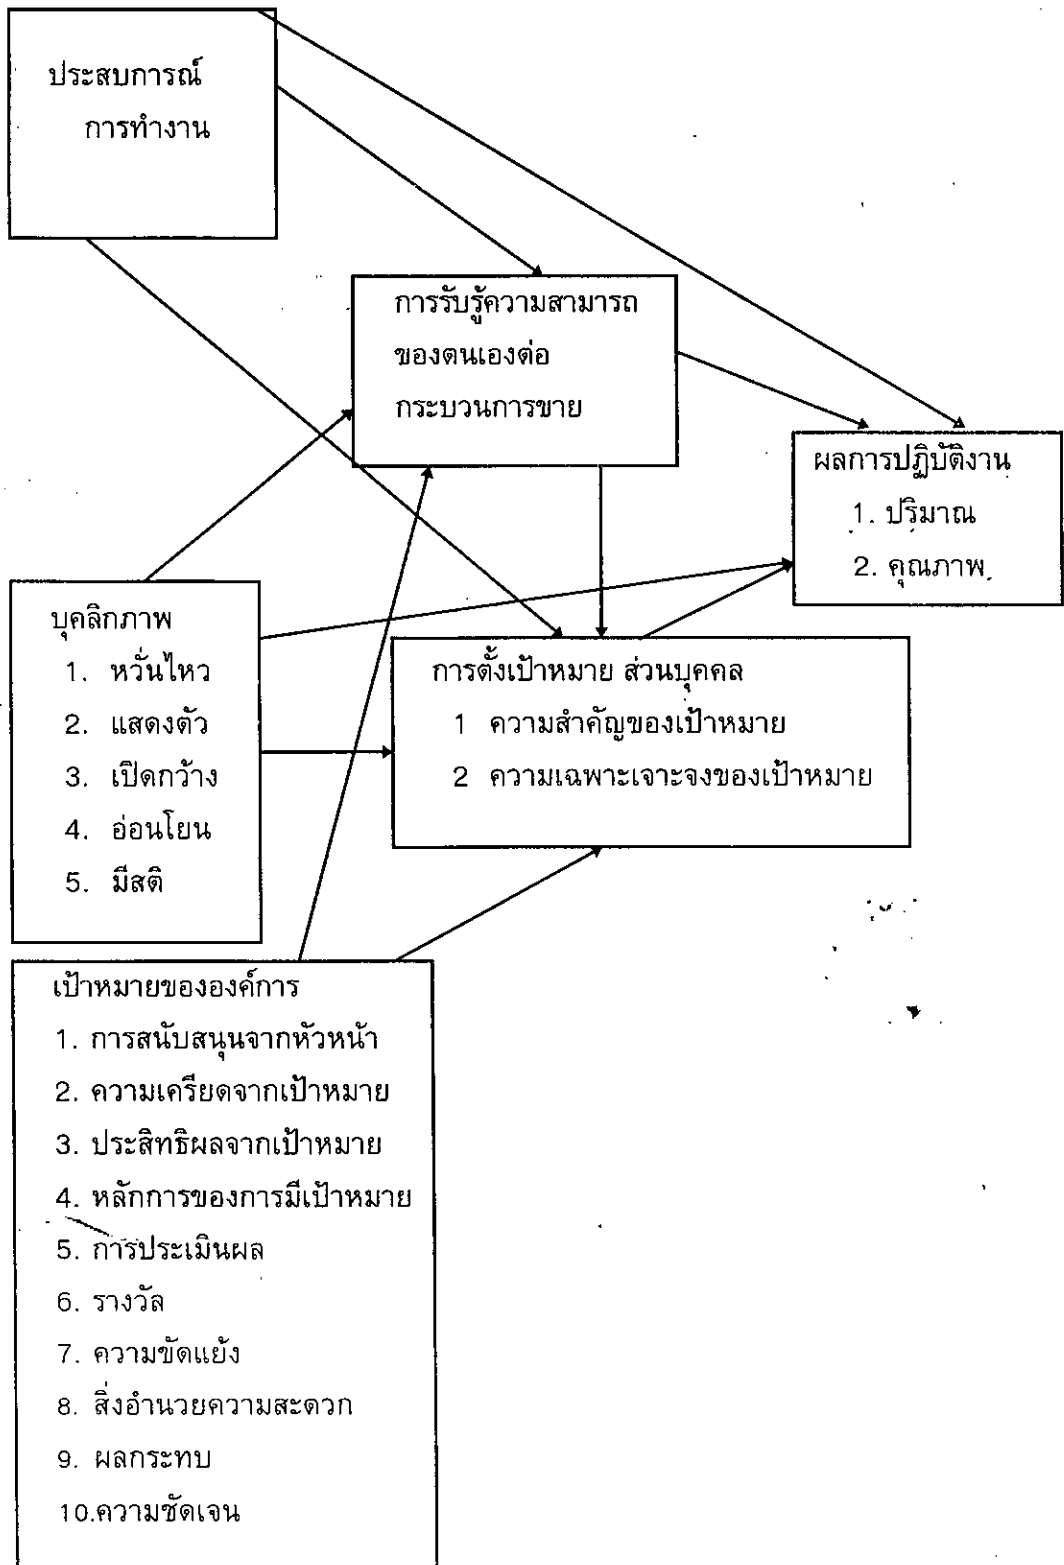 ประสบการณ์
การทำงาน
การรับรู้ความสามารถ
ของตนเองต่อ
กระบวนการขาย
ผลการปฏิบัติงาน
1. ปริมาณ
2. คุณภาพ
บุคลิกภาพ
1. หวั่นไหว
2. แสดงตัว
3. เปิดกว้าง
4. อ่อนโยน
5. มีสติ
การตั้งเป้าหมาย ส่วนบุคคล
1 ความสำคัญของเป้าหมาย
2 ความเฉพาะเจาะจงของเป้าหมาย
เป้าหมายขององค์การ
1. การสนับสนุนจากหัวหน้า
2. ความเครียดจากเป้าหมาย
3. ประสิทธิผลจากเป้าหมาย
4. หลักการของการมีเป้าหมาย
5. การประเมินผล
6. รางวัล
7. ความขัดแย้ง
8. สิ่งอำนวยความสะดวก
9. ผลกระทบ
10.ความชัดเจน